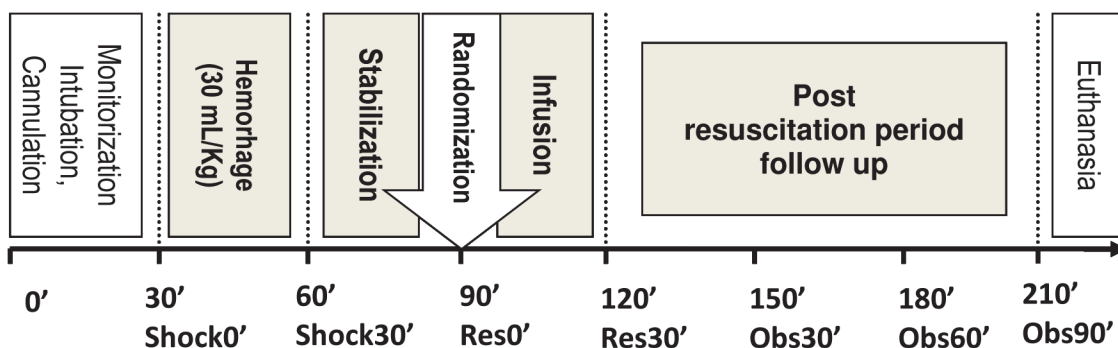 Monitorization
Intubation,
Cannulation
Hemorrhage
(30 mL/Kg)
Stabilization
Randomization
Infusion
Post
resuscitation period
follow up
Euthanasia
0’
30’
Shock0’
60’
Shock30’
90’
Res0’
120’
Res30’
150’
Obs30’
180’
Obs60’
210’
Obs90’